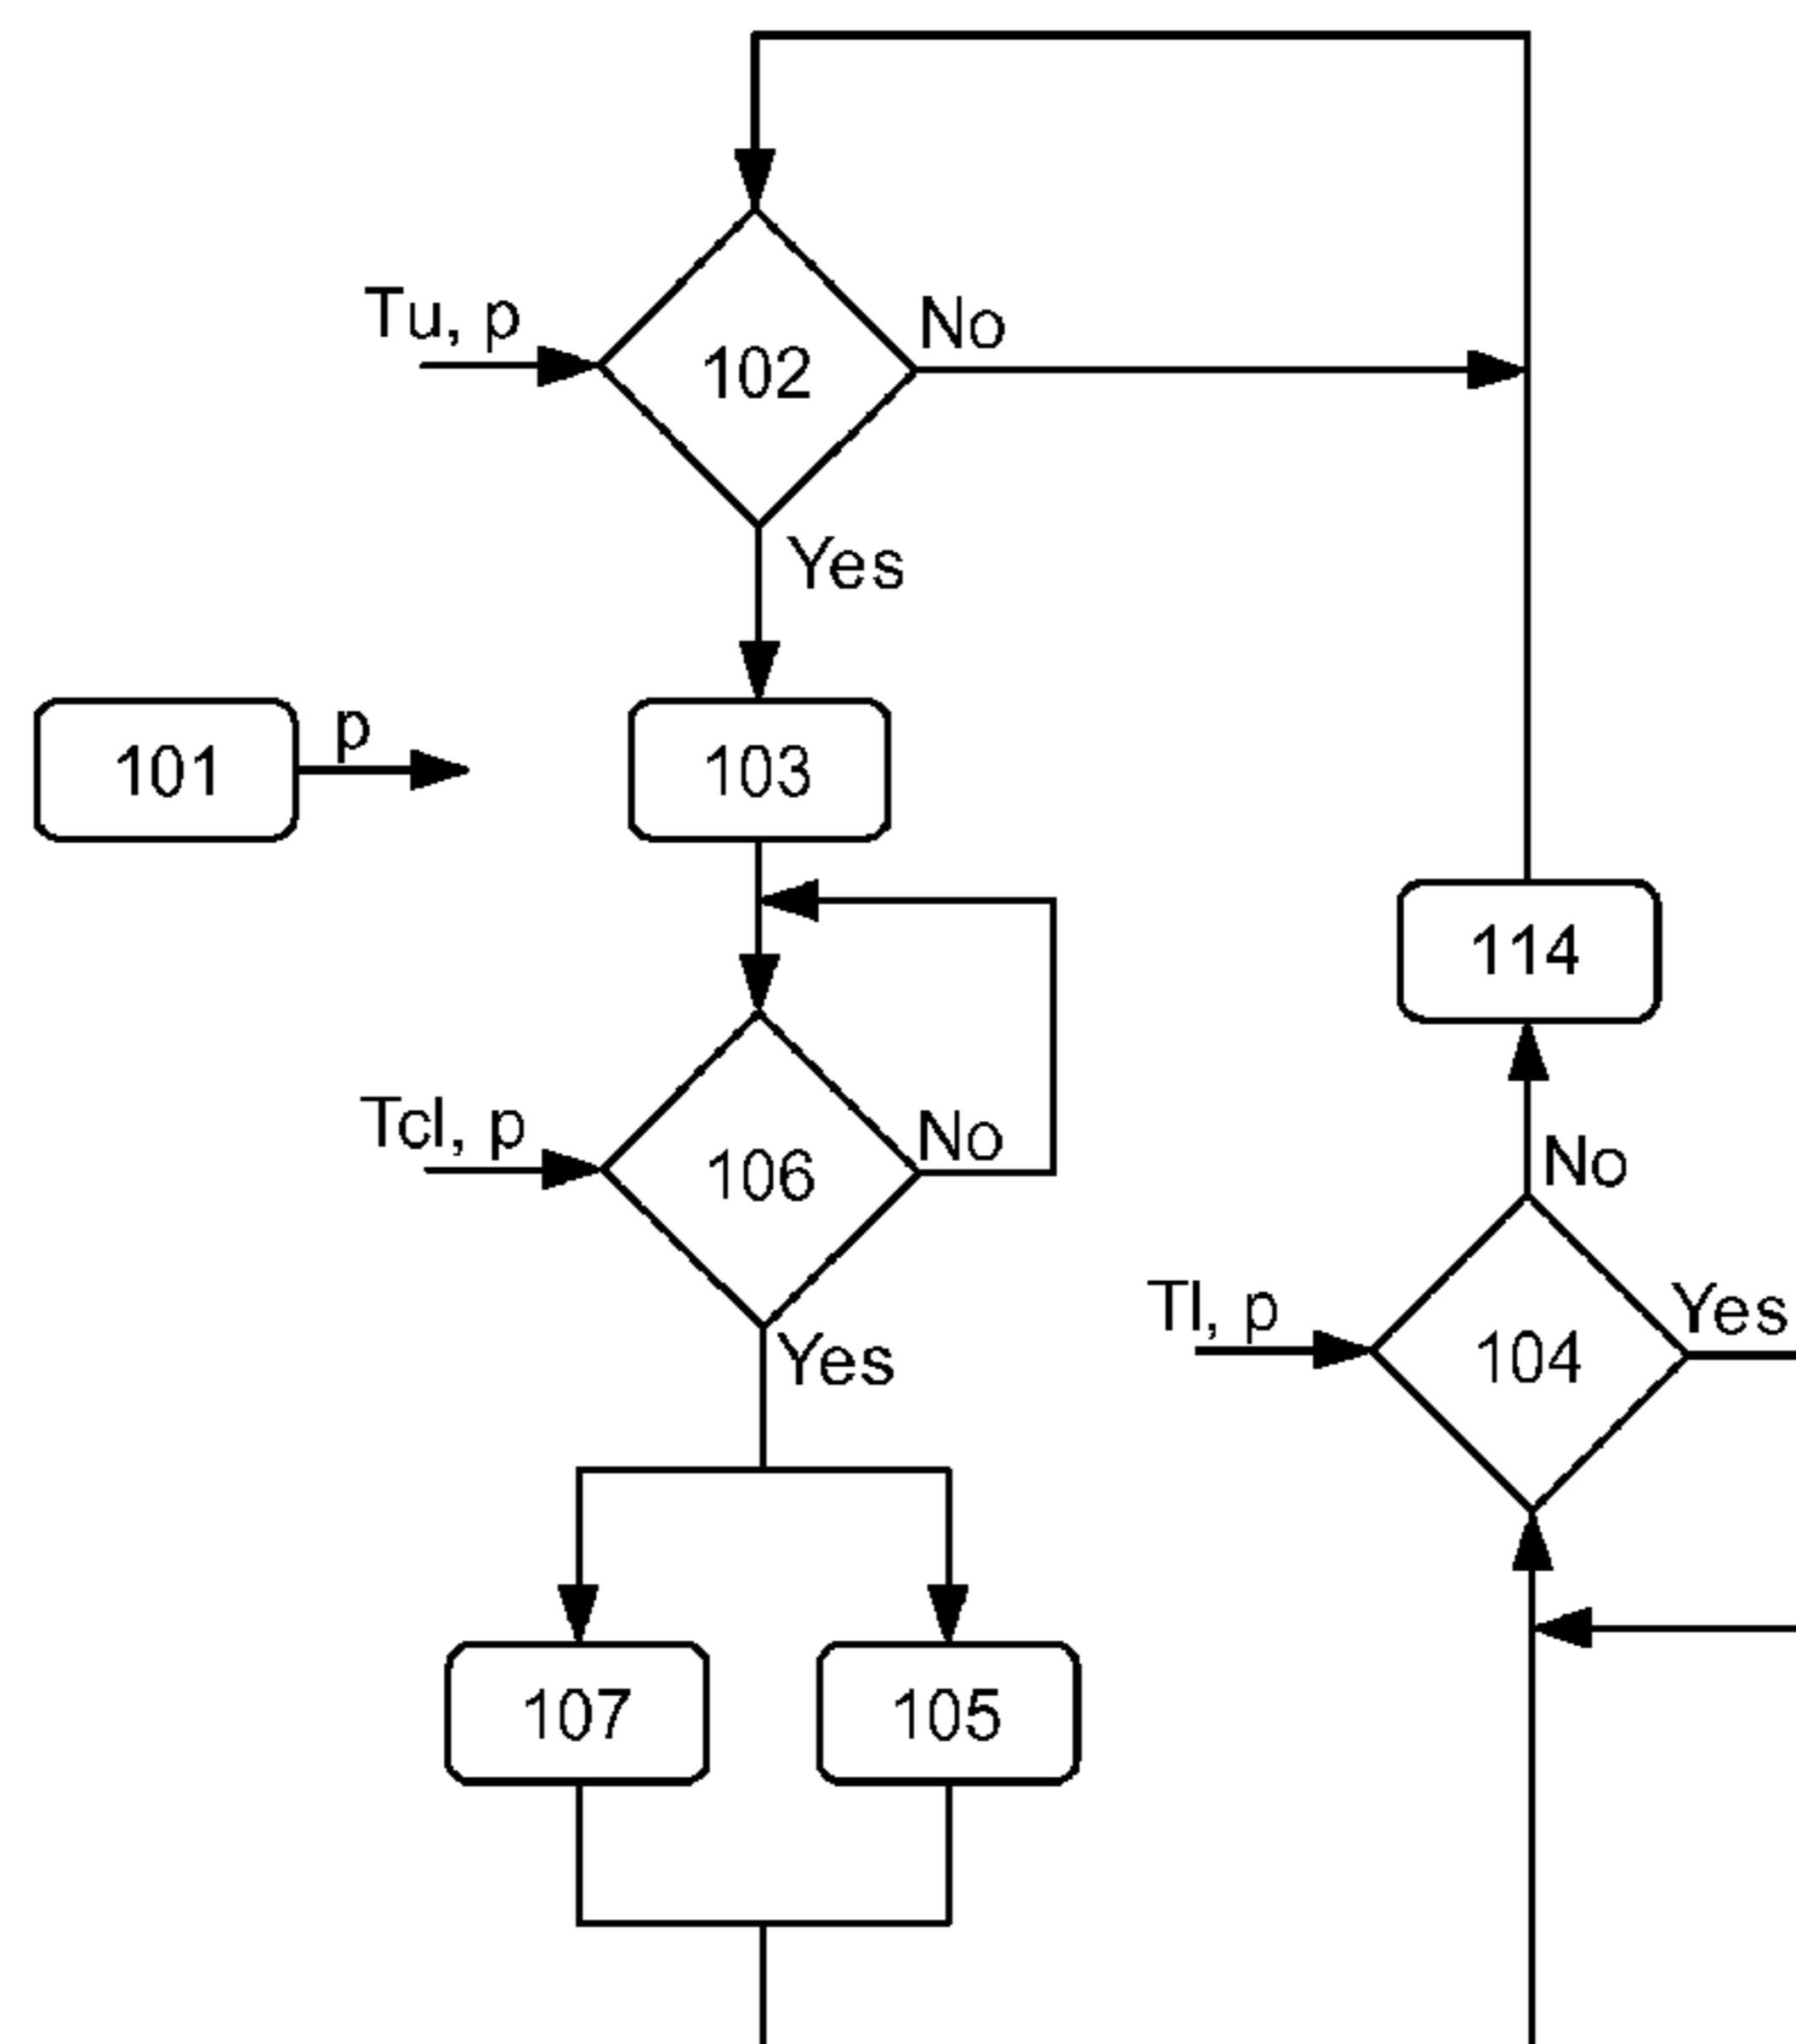 Tu, p
102
No
Yes
101
p
103
114
Tcl, p
106
No
No
Yes
Tl, p
104
Yes
107
105